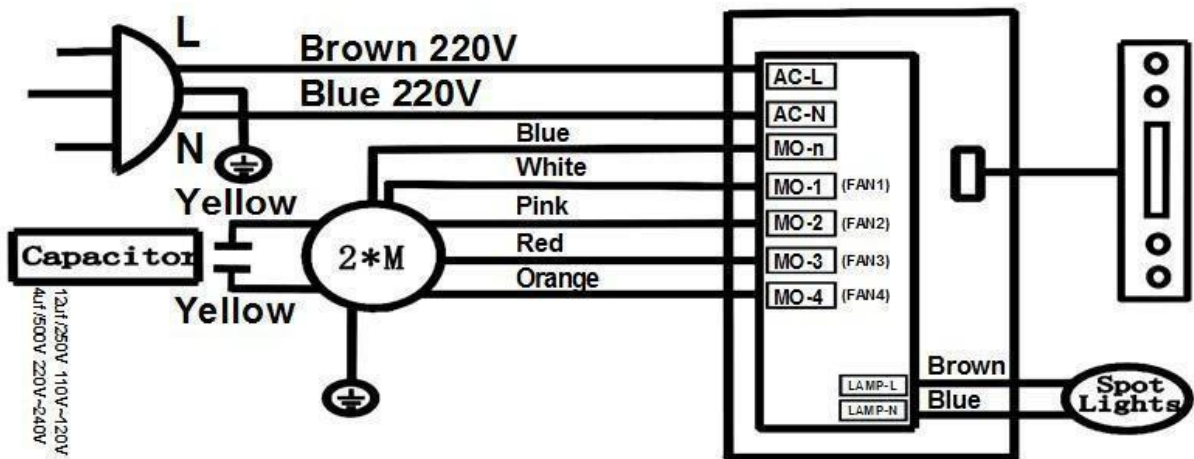 L
Brown 220V
Blue 220V
N
Yellow
Capacitor
Yellow
12uf/250V 110V~120V
4uf/500V 220V~240V
2*M
Blue
White
Pink
Red
Orange
AC-L
AC-N
MO-n
MO-1 (FAN1)
MO-2 (FAN2)
MO-3 (FAN3)
MO-4 (FAN4)
LAMP-L
LAMP-N
Brown
Blue
Spot
Lights